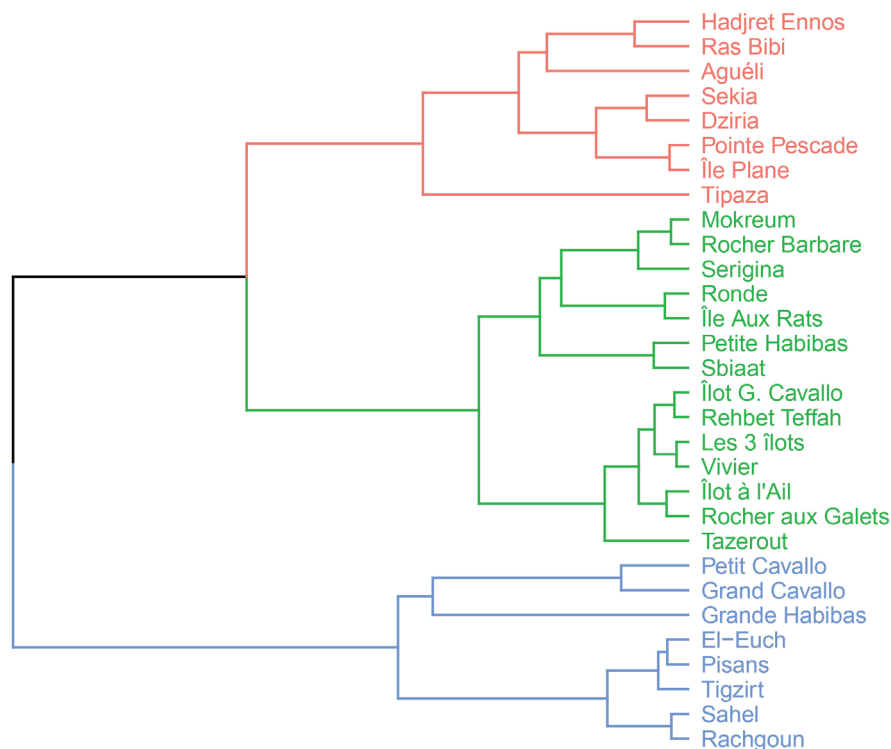 Hadjret Ennos
Ras Bibi
Aguéli
Sekia
Dziria
Pointe Pescade
Île Plane
Tipaza
Mokreum
Rocher Barbare
Serigina
Ronde
Île Aux Rats
Petite Habibas
Sbiaat
Îlot G. Cavallo
Rehbet Teffah
Les 3 îlots
Vivier
Îlot à l'Ail
Rocher aux Galets
Tazerout
Petit Cavallo
Grand Cavallo
Grande Habibas
El−Euch
Pisans
Tigzirt
Sahel
Rachgoun